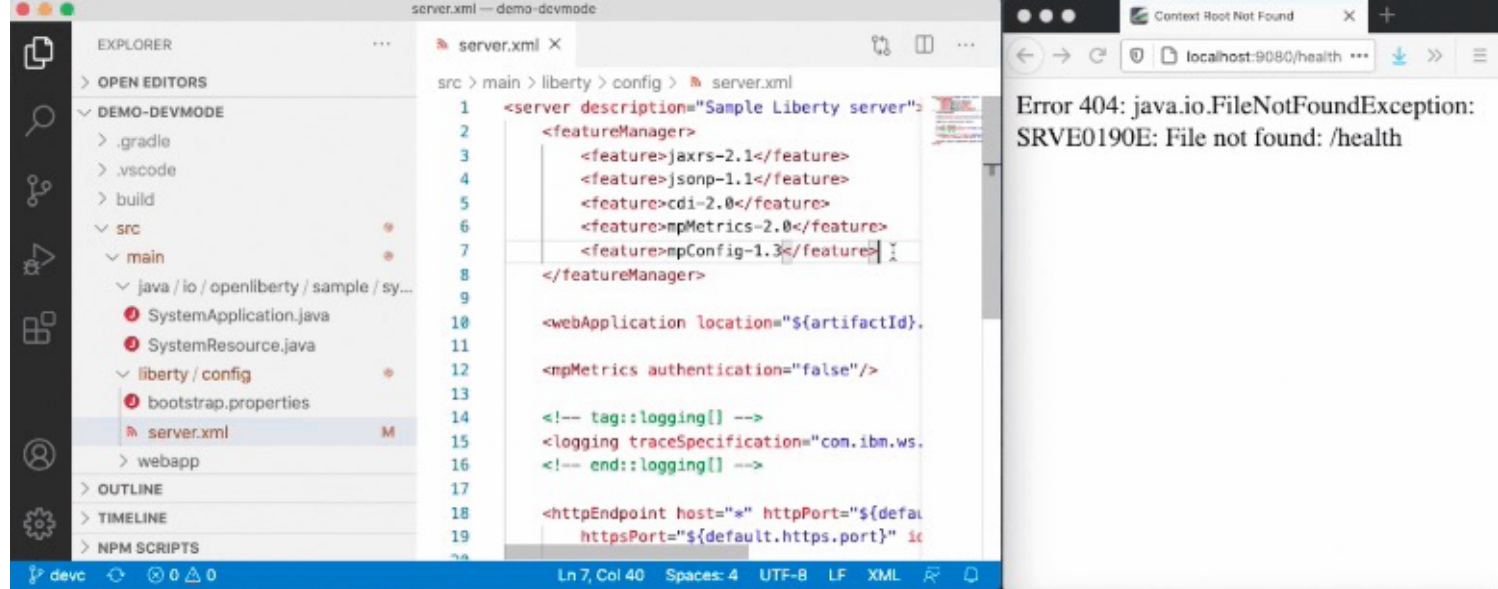 server.xml — demo-devmode
EXPLORER
OPEN EDITORS
DEMO-DEVMODE
.gradle
.vscode
build
src
main
java / io / openliberty / sample / sy...
SystemApplication.java
SystemResource.java
liberty / config
bootstrap.properties
server.xml M
webapp
OUTLINE
TIMELINE
NPM SCRIPTS
server.xml
src > main > liberty > config > server.xml
1 <server description="Sample Liberty server">
2 <featureManager>
3 <feature>jaxrs-2.1</feature>
4 <feature>jsonp-1.1</feature>
5 <feature>cdi-2.0</feature>
6 <feature>mpMetrics-2.0</feature>
7 <feature>mpConfig-1.3</feature>
8 </featureManager>
9
10 <webApplication location="${artifactId}.
11
12 <mpMetrics authentication="false"/>
13
14 <!-- tag::logging[] -->
15 <logging traceSpecification="com.ibm.ws.
16 <!-- end::logging[] -->
17
18 <httpEndpoint host="*" httpPort="${defau
19 httpsPort="${default.https.port}" id
devc 0 0 Ln 7, Col 40 Spaces: 4 UTF-8 LF XML
Context Root Not Found
localhost:9080/health
Error 404: java.io.FileNotFoundException:
SRVE0190E: File not found: /health